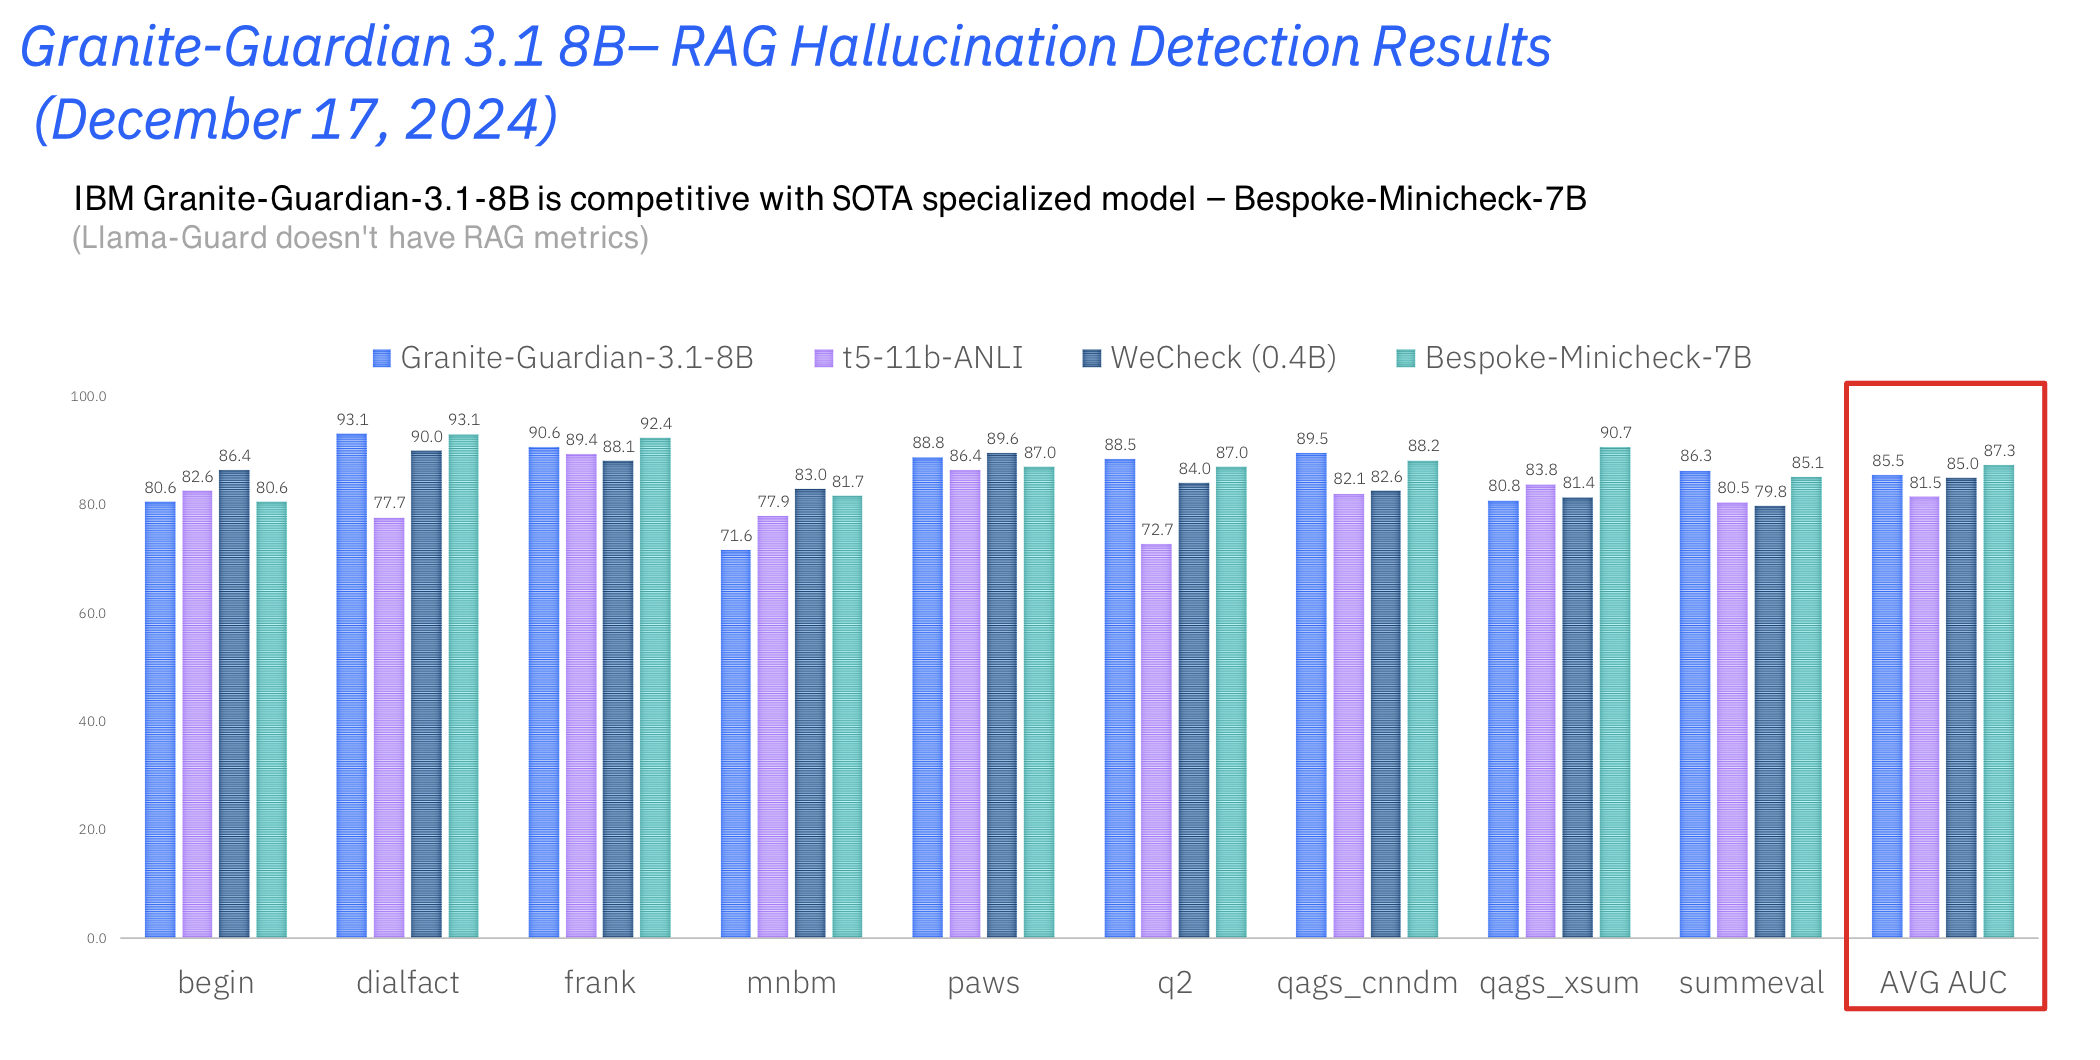 Granite-Guardian 3.1 8B– RAG Hallucination Detection Results
(December 17, 2024)
IBM Granite-Guardian-3.1-8B is competitive with SOTA specialized model – Bespoke-Minicheck-7B
(Llama-Guard doesn't have RAG metrics)
Granite-Guardian-3.1-8B t5-11b-ANLI WeCheck (0.4B) Bespoke-Minicheck-7B
100.0
80.0
60.0
40.0
20.0
0.0
80.6 82.6 86.4 80.6
93.1 77.7 90.0 93.1
90.6 89.4 88.1 92.4
71.6 77.9 83.0 81.7
88.8 86.4 89.6 87.0
88.5 72.7 84.0 87.0
89.5 82.1 82.6 88.2
80.8 83.8 81.4 90.7
86.3 80.5 79.8 85.1
85.5 81.5 85.0 87.3
begin dialfact frank mnbm paws q2 qags_cnndm qags_xsum summeval AVG AUC